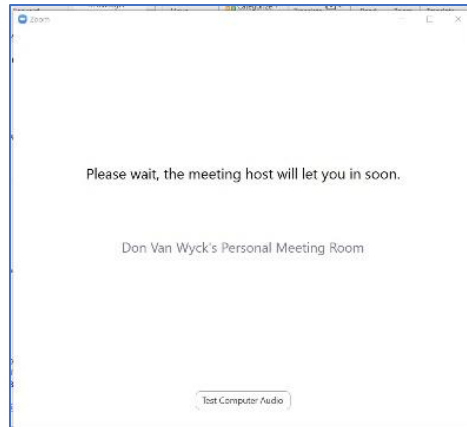 Zoom
Please wait, the meeting host will let you in soon.
Don Van Wyck's Personal Meeting Room
Test Computer Audio